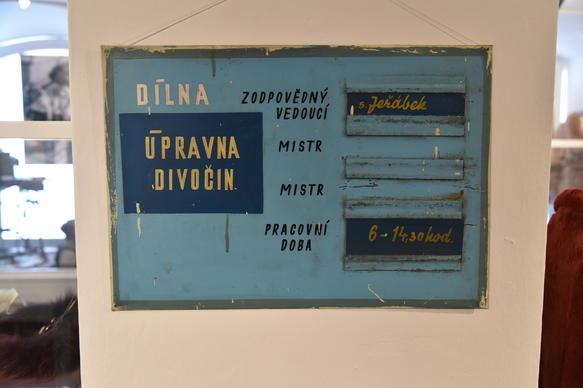 DÍLNA
ÚPRAVNA
DIVOČIN
ZODPOVĚDNÝ
VEDOUCÍ
s. Jeřábek
MISTR
MISTR
PRACOVNÍ
DOBA
6 - 14,30 hod.